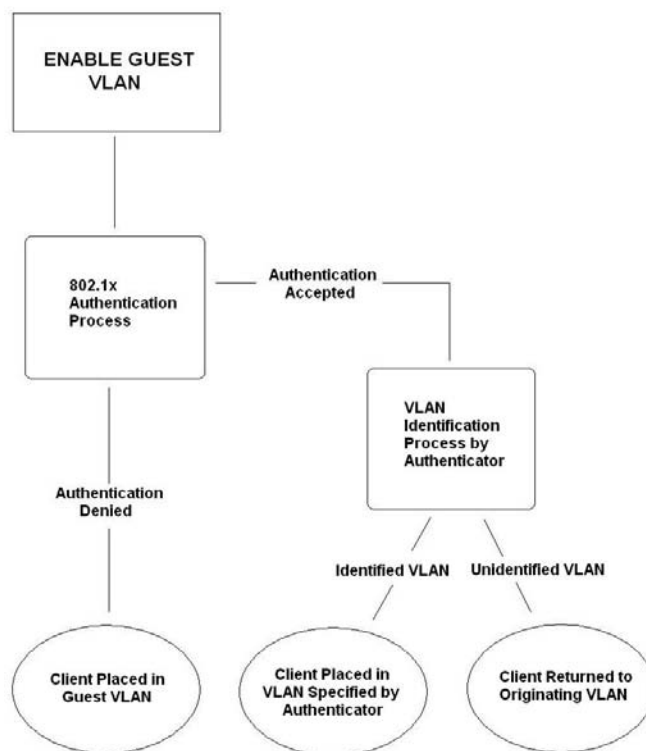 ENABLE GUEST
VLAN
802.1x
Authentication
Process
Authentication
Accepted
VLAN
Identification
Process by
Authenticator
Authentication
Denied
Identified VLAN
Unidentified VLAN
Client Placed in
Guest VLAN
Client Placed in
VLAN Specified by
Authenticator
Client Returned to
Originating VLAN